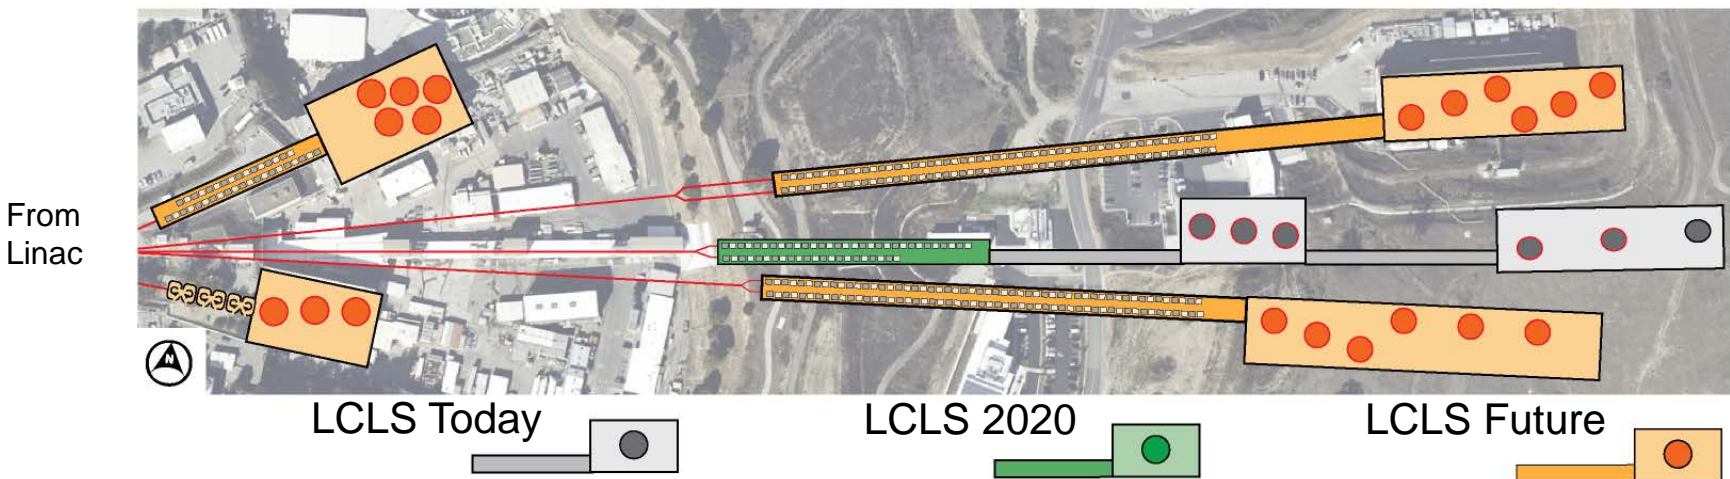 From
Linac
N
LCLS Today
LCLS 2020
LCLS Future